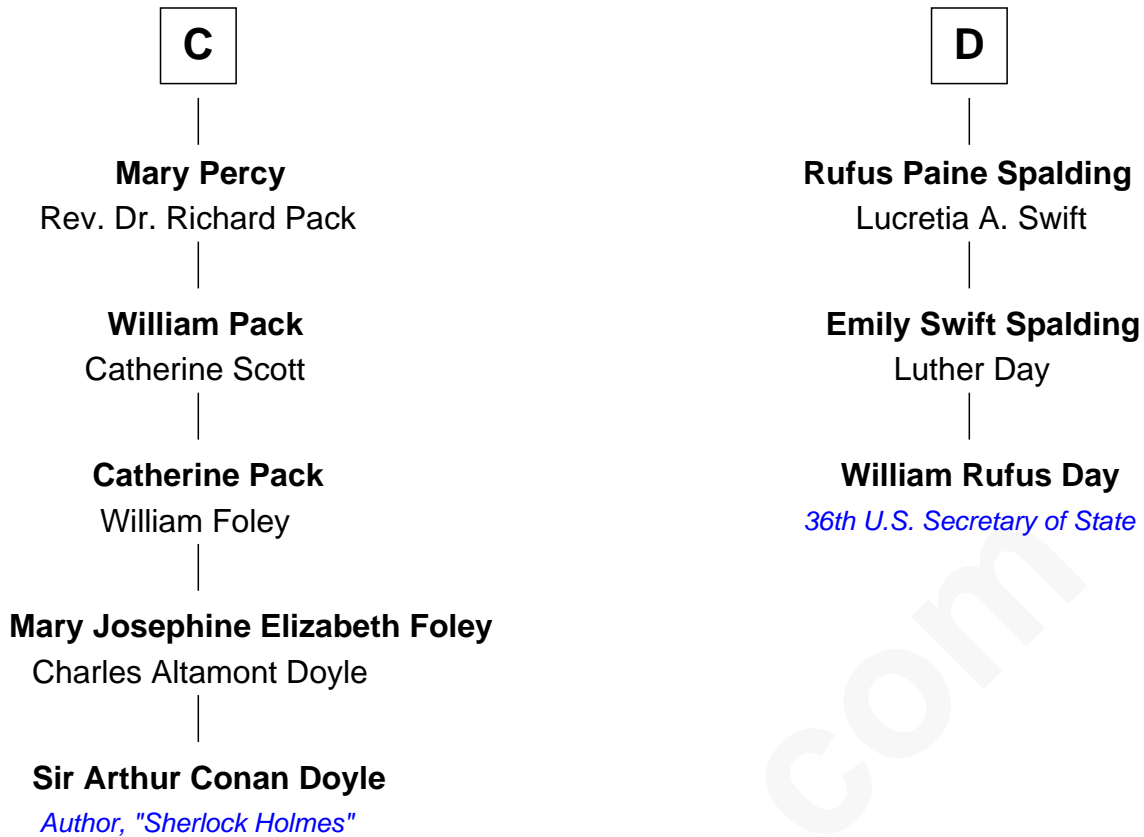 C
Mary Percy
Rev. Dr. Richard Pack
William Pack
Catherine Scott
Catherine Pack
William Foley
Mary Josephine Elizabeth Foley
Charles Altamont Doyle
Sir Arthur Conan Doyle
Author, "Sherlock Holmes"
D
Rufus Paine Spalding
Lucretia A. Swift
Emily Swift Spalding
Luther Day
William Rufus Day
36th U.S. Secretary of State
com